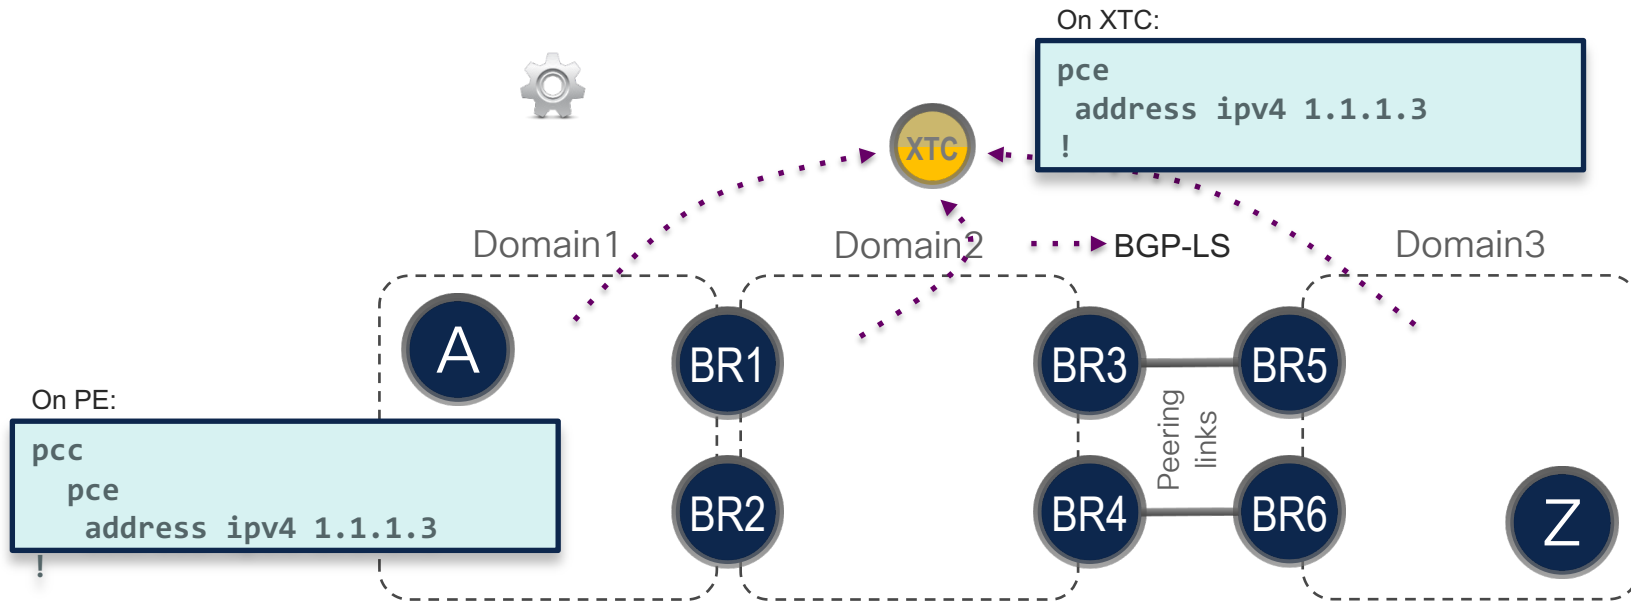 On XTC:
pce
 address ipv4 1.1.1.3
!
XTC
Domain1
Domain2
BGP-LS
Domain3
A
BR1
BR3
BR5
On PE:
pcc
  pce
   address ipv4 1.1.1.3
!
Peering
links
BR2
BR4
BR6
Z